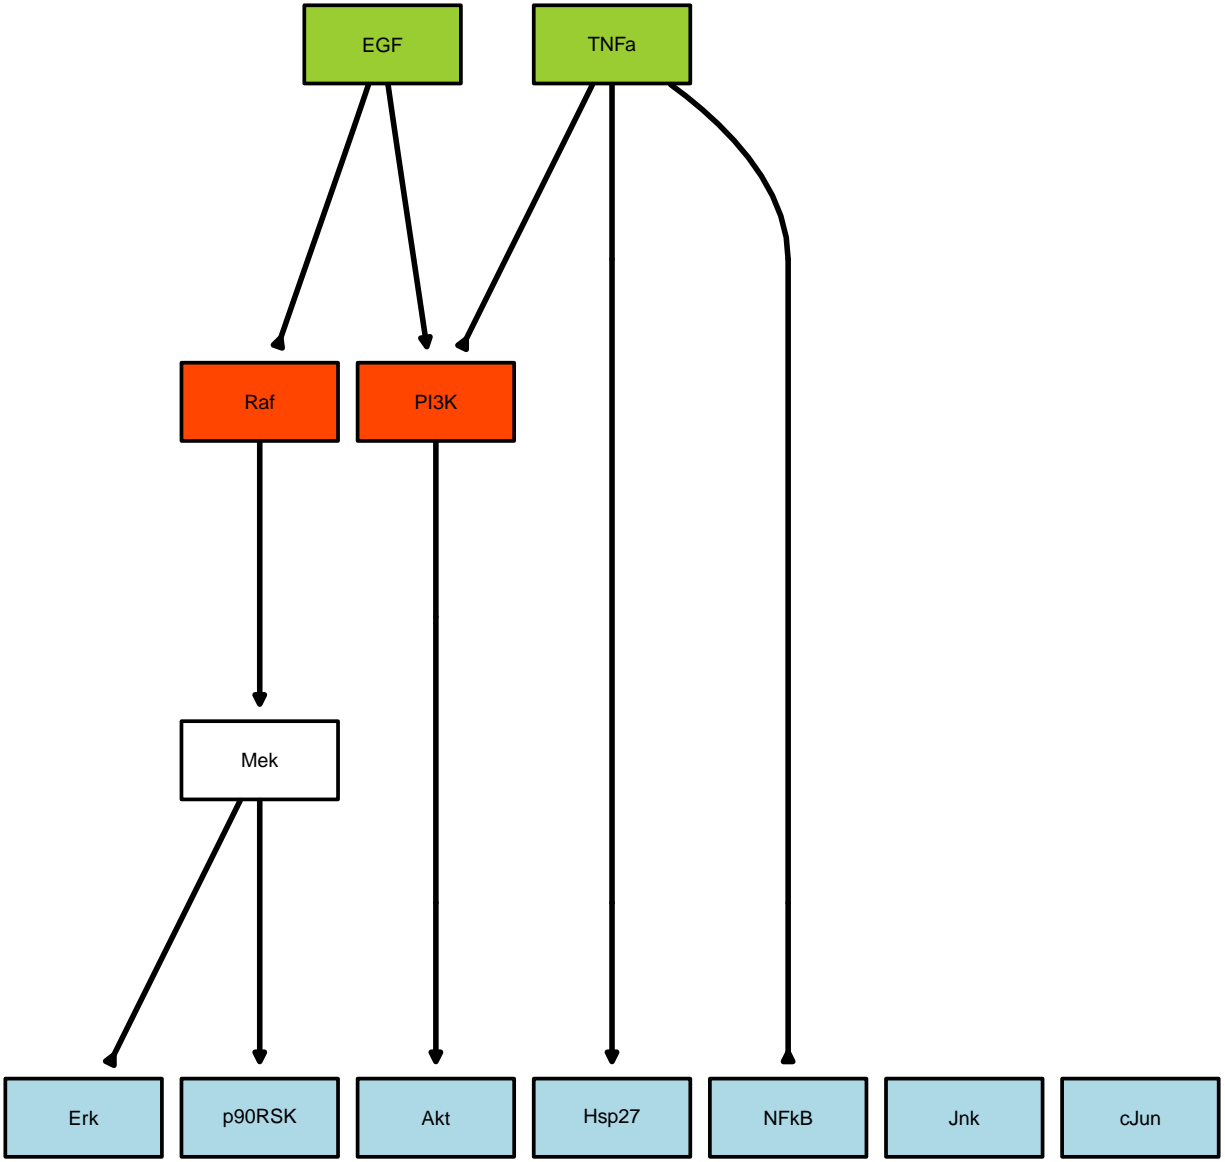 EGF
TNFa
Raf
PI3K
Mek
Erk
p90RSK
Akt
Hsp27
NFkB
Jnk
cJun